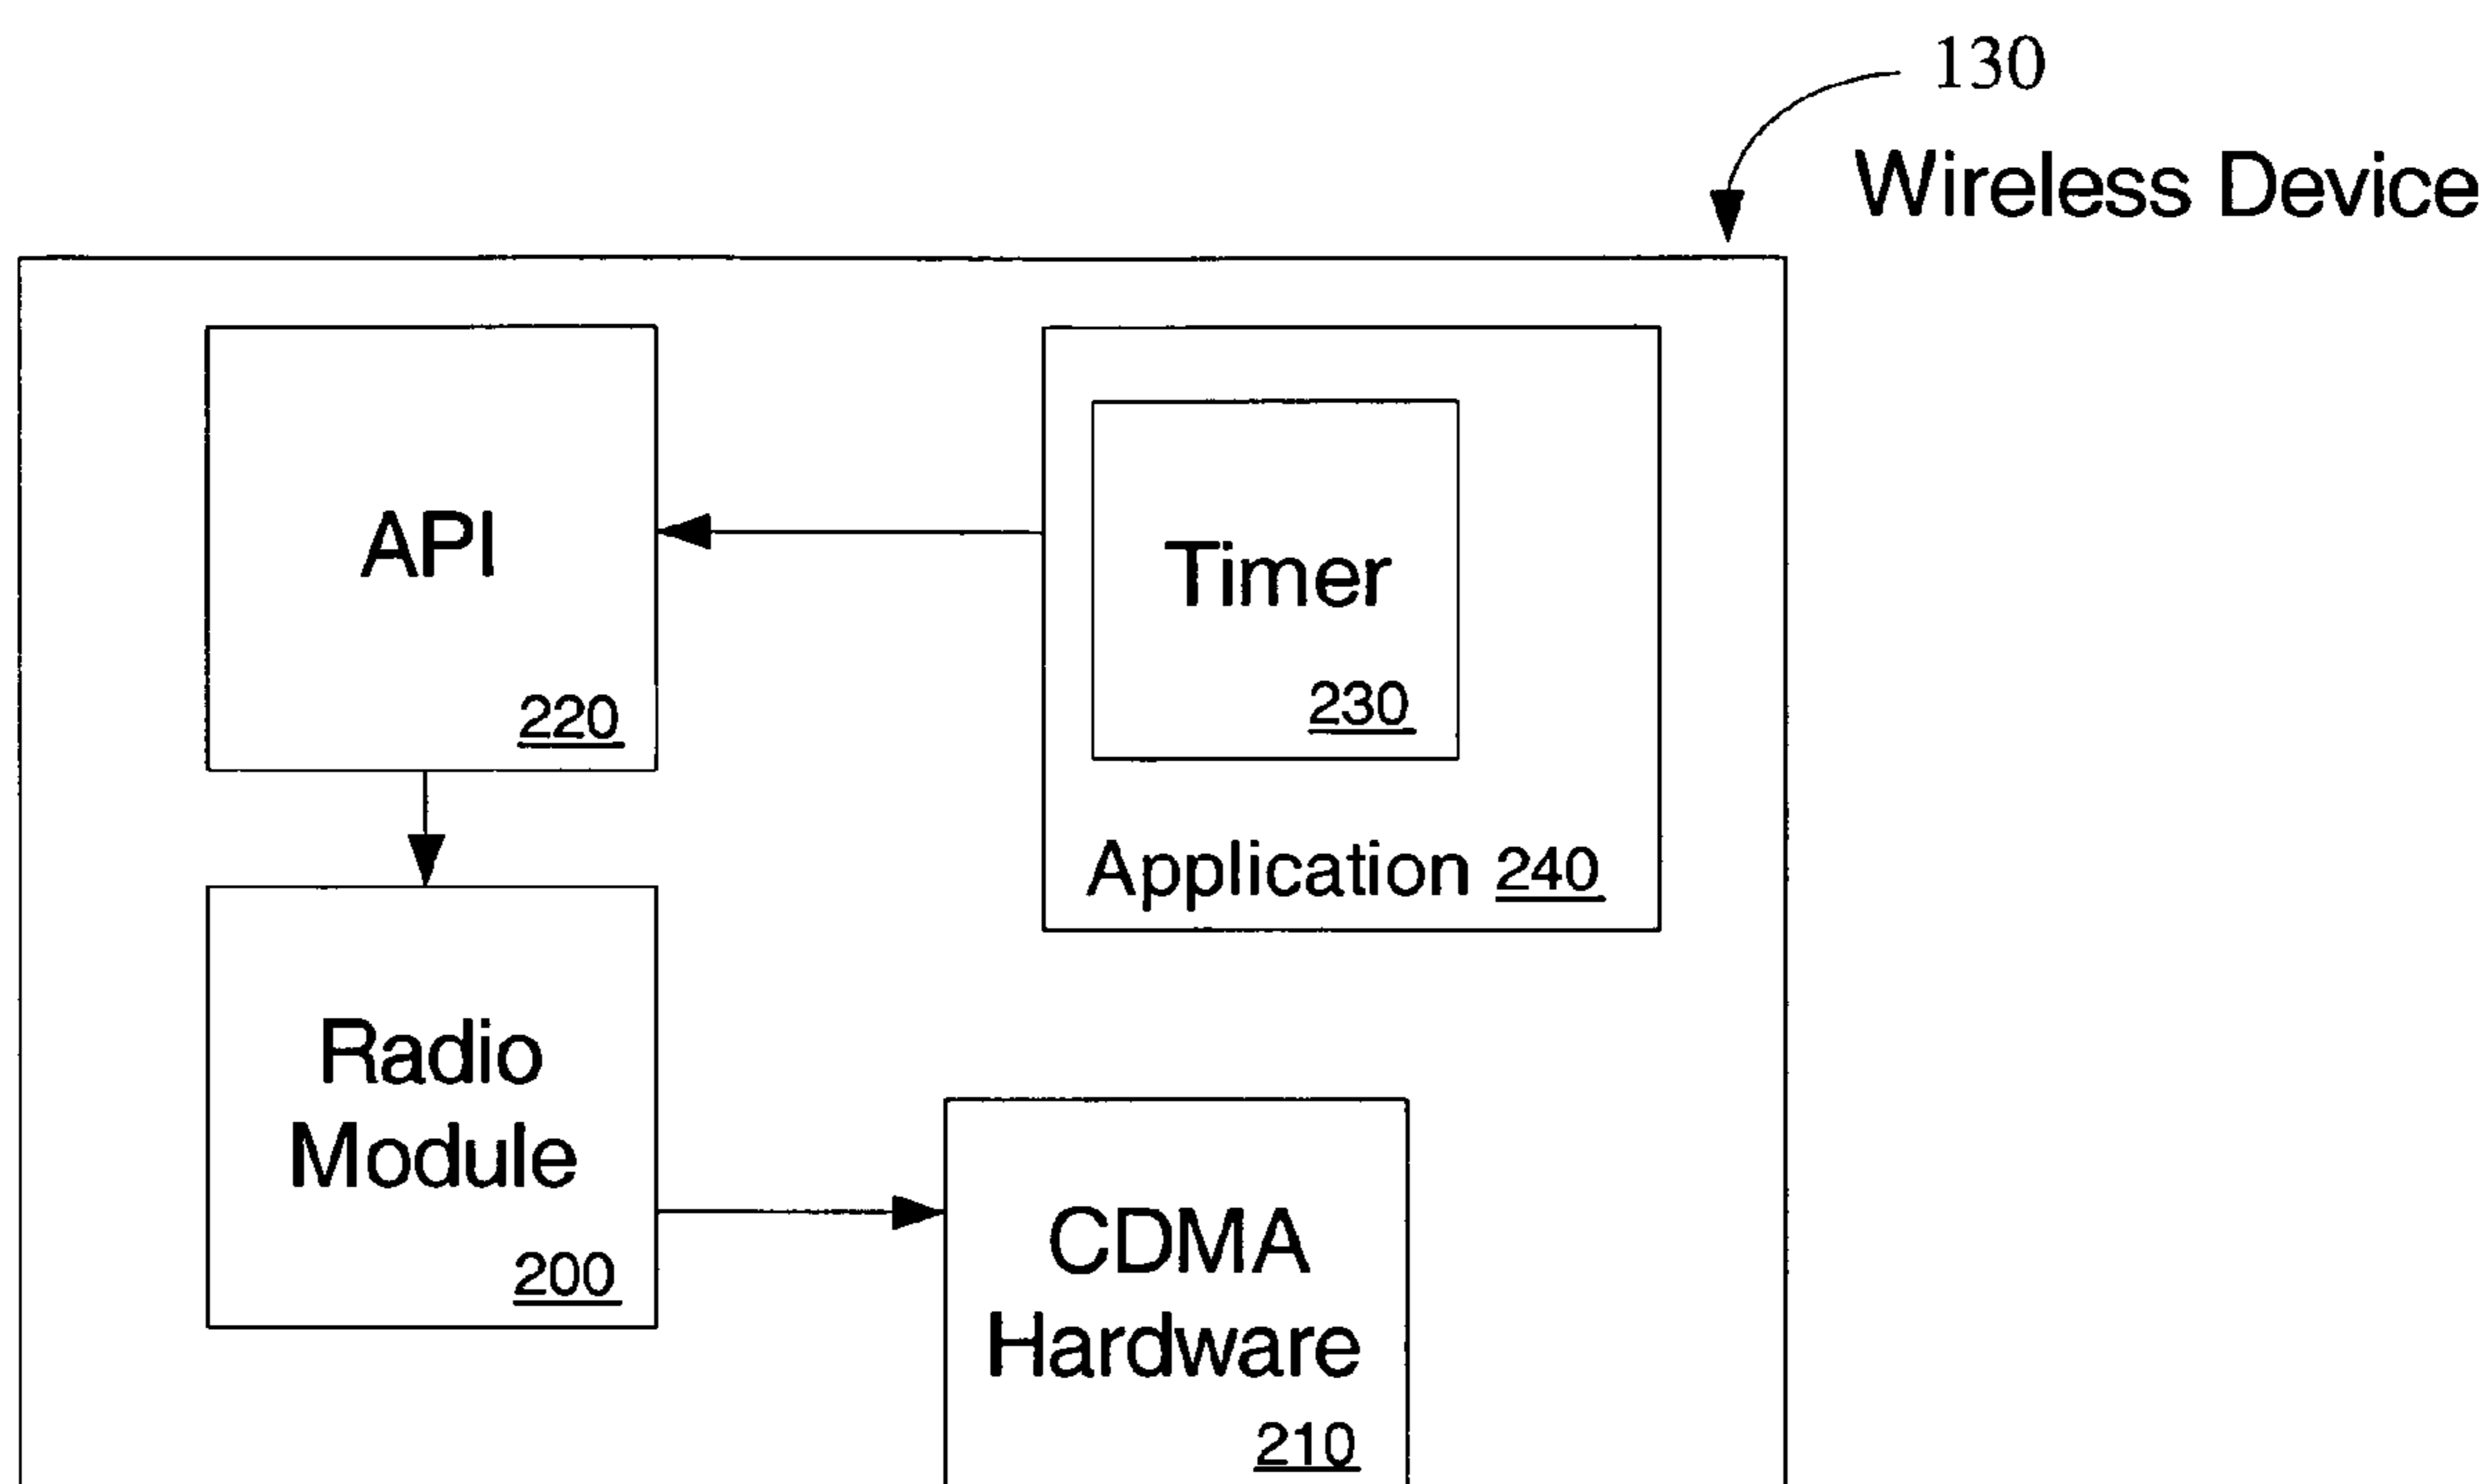 130
Wireless Device
API
220
Timer
230
Application 240
Radio
Module
200
CDMA
Hardware
210